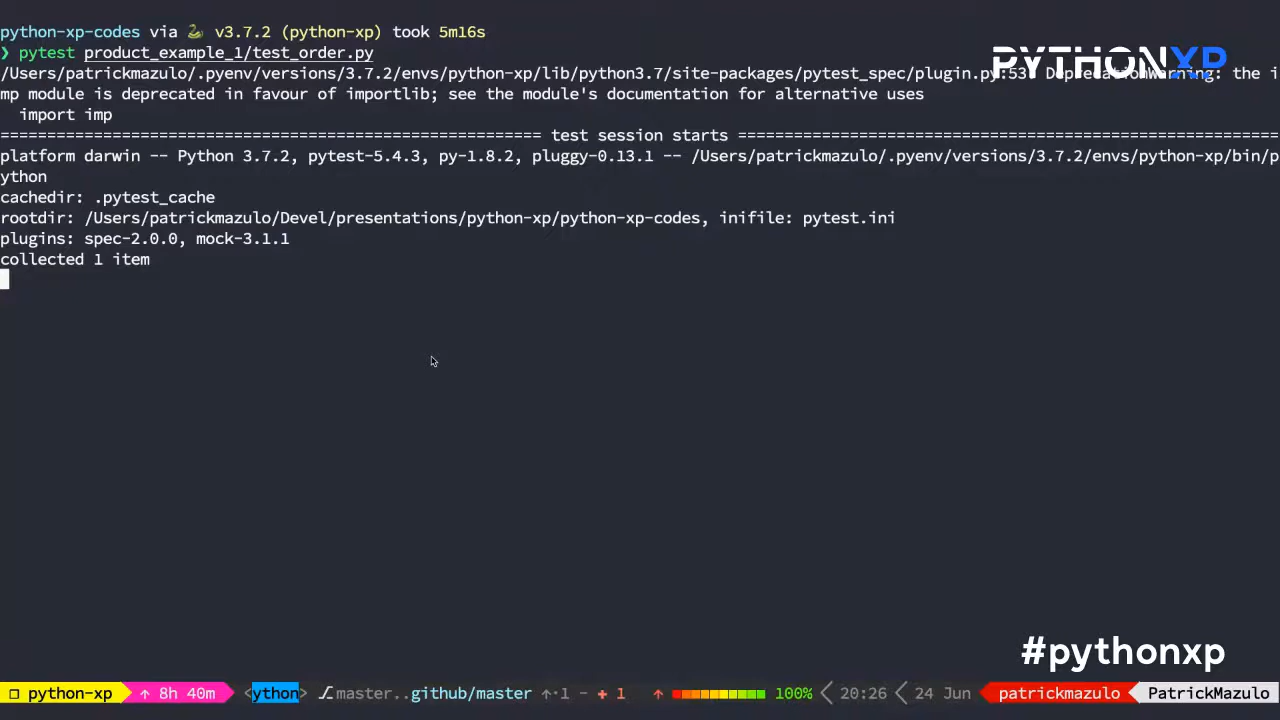 python-xp-codes via 🐍 v3.7.2 (python-xp) took 5m16s
❯ pytest product_example_1/test_order.py
PYTHONXP
/Users/patrickmazulo/.pyenv/versions/3.7.2/envs/python-xp/lib/python3.7/site-packages/pytest_spec/plugin.py:53: DeprecationWarning: the i
mp module is deprecated in favour of importlib; see the module's documentation for alternative uses
  import imp
========================================================== test session starts ==========================================================
platform darwin -- Python 3.7.2, pytest-5.4.3, py-1.8.2, pluggy-0.13.1 -- /Users/patrickmazulo/.pyenv/versions/3.7.2/envs/python-xp/bin/p
ython
cachedir: .pytest_cache
rootdir: /Users/patrickmazulo/Devel/presentations/python-xp/python-xp-codes, inifile: pytest.ini
plugins: spec-2.0.0, mock-3.1.1
collected 1 item
#pythonxp
□ python-xp ↑ 8h 40m <ython> master..github/master ↑·1 - + 1 ↑ 100% 20:26 24 Jun patrickmazulo PatrickMazulo